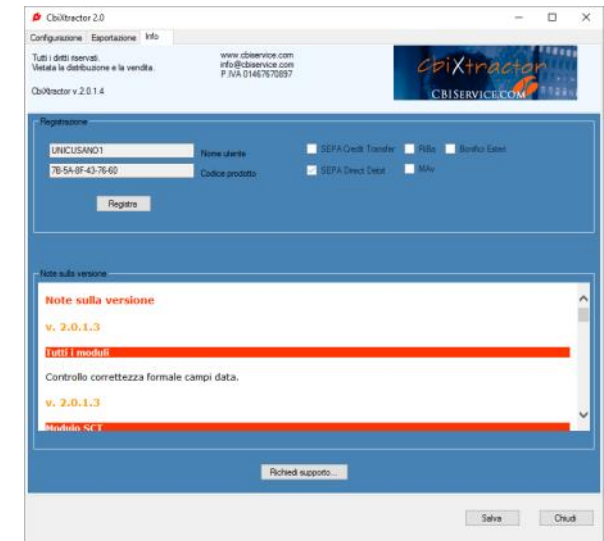 CbiXtractor 2.0
Configurazione Esportazione Info
Tutti i diritti riservati.
Vietata la distribuzione e la vendita.
CbiXtractor v.2.0.1.4
www.cbiservice.com
info@cbiservice.com
P.IVA 01467670897
CbiXtractor
CBISERVICE.COM
Registrazione
UNICUSANO1 Nome utente
7B-5A-8F-43-76-60 Codice prodotto
SEPA Credit Transfer RiBa Bonifici Esteri
SEPA Direct Debit MAv
Registra
Note sulla versione
Note sulla versione
v. 2.0.1.3
Tutti i moduli
Controllo correttezza formale campi data.
v. 2.0.1.3
Modulo SCT
Richiedi supporto...
Salva Chiudi